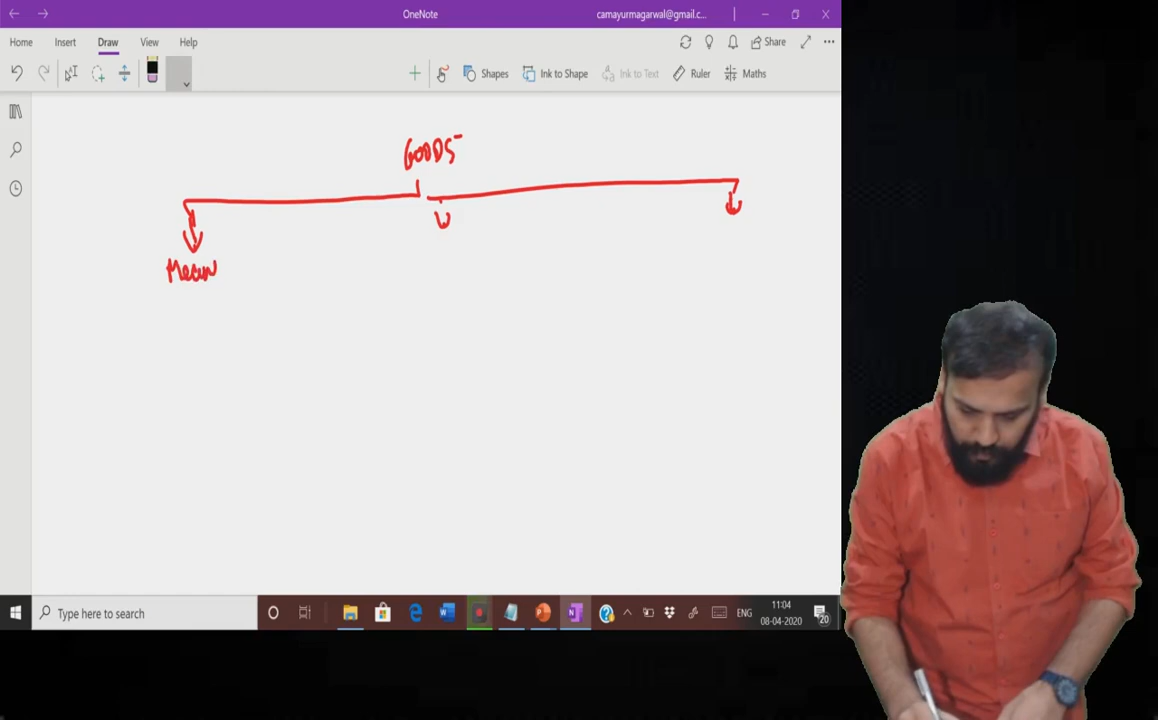 OneNote
camayurmagarwal@gmail.c...
Home Insert Draw View Help
Share
Shapes Ink to Shape Ink to Text Ruler Maths
GOODS
Mean
Type here to search
ENG
11:04
08-04-2020
20